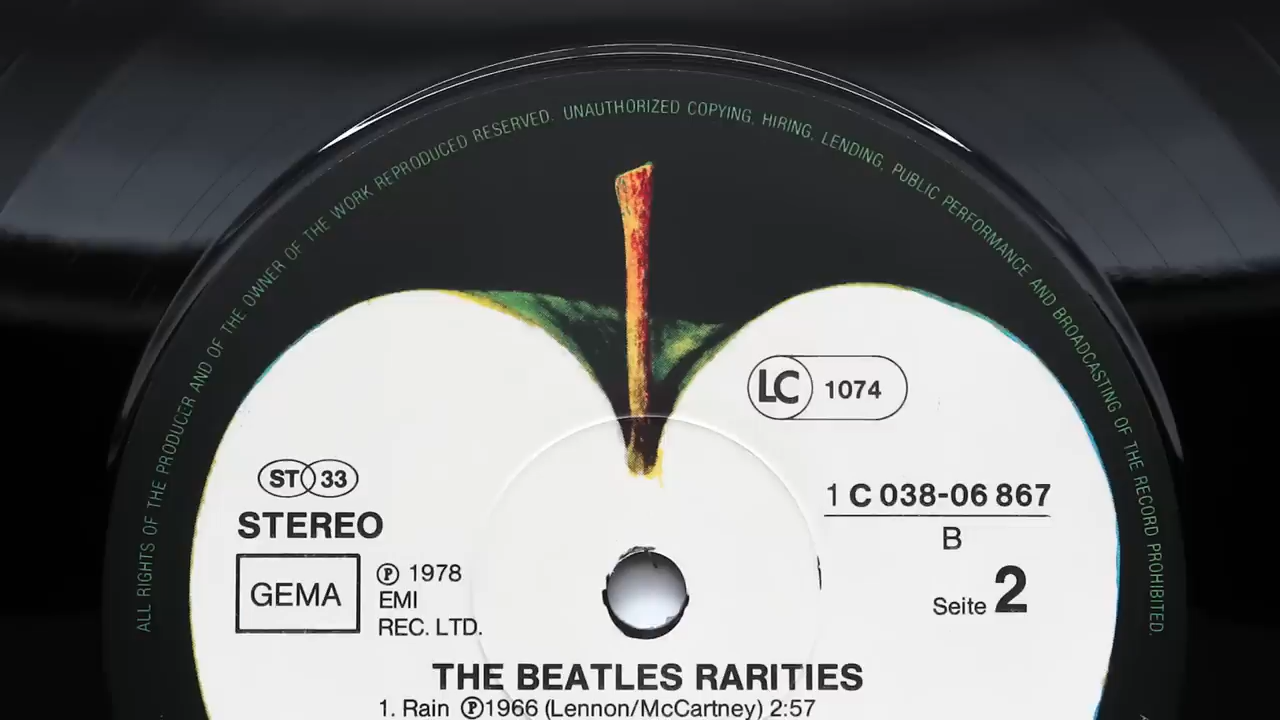 ALL RIGHTS OF THE PRODUCER AND OF THE OWNER OF THE WORK REPRODUCED RESERVED. UNAUTHORIZED COPYING, HIRING, LENDING, PUBLIC PERFORMANCE AND BROADCASTING OF THE RECORD PROHIBITED.
LC 1074
ST 33
STEREO
1 C 038-06 867
B
GEMA
℗ 1978
EMI
REC. LTD.
Seite 2
THE BEATLES RARITIES
1. Rain ℗1966 (Lennon/McCartney) 2:57